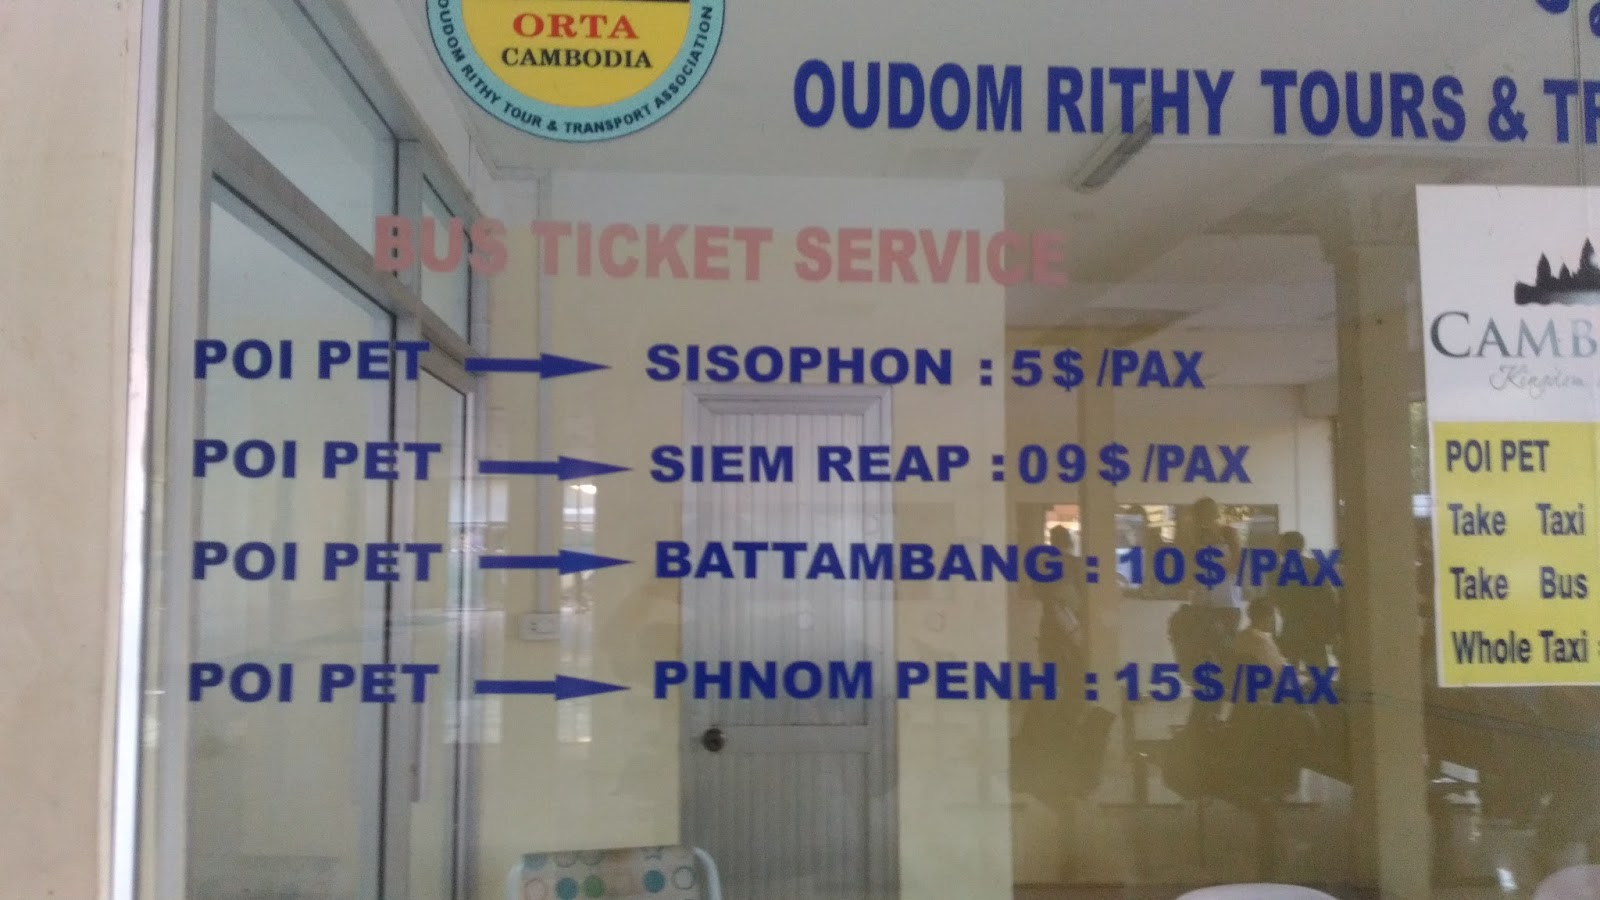 ORTA
CAMBODIA
OUDOM RITHY TOUR & TRANSPORT ASSOCIATION
OUDOM RITHY TOURS & TR
BUS TICKET SERVICE
POI PET SISOPHON : 5$/PAX
POI PET SIEM REAP : 09$/PAX
POI PET BATTAMBANG : 10$/PAX
POI PET PHNOM PENH : 15$/PAX
CAMB
Kingdom
POI PET
Take Taxi
Take Bus
Whole Taxi